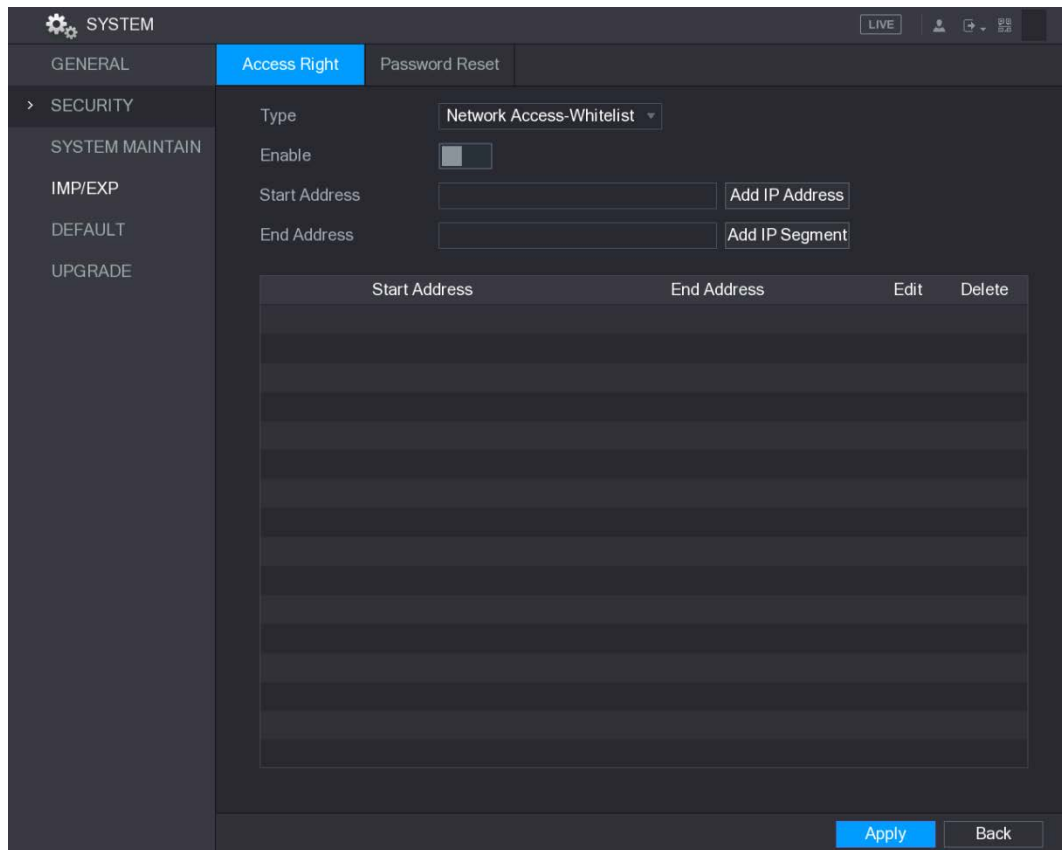 SYSTEM LIVE
GENERAL Access Right Password Reset
> SECURITY
Type Network Access-Whitelist
SYSTEM MAINTAIN
Enable
IMP/EXP
Start Address Add IP Address
DEFAULT
End Address Add IP Segment
UPGRADE
Start Address End Address Edit Delete
Apply Back